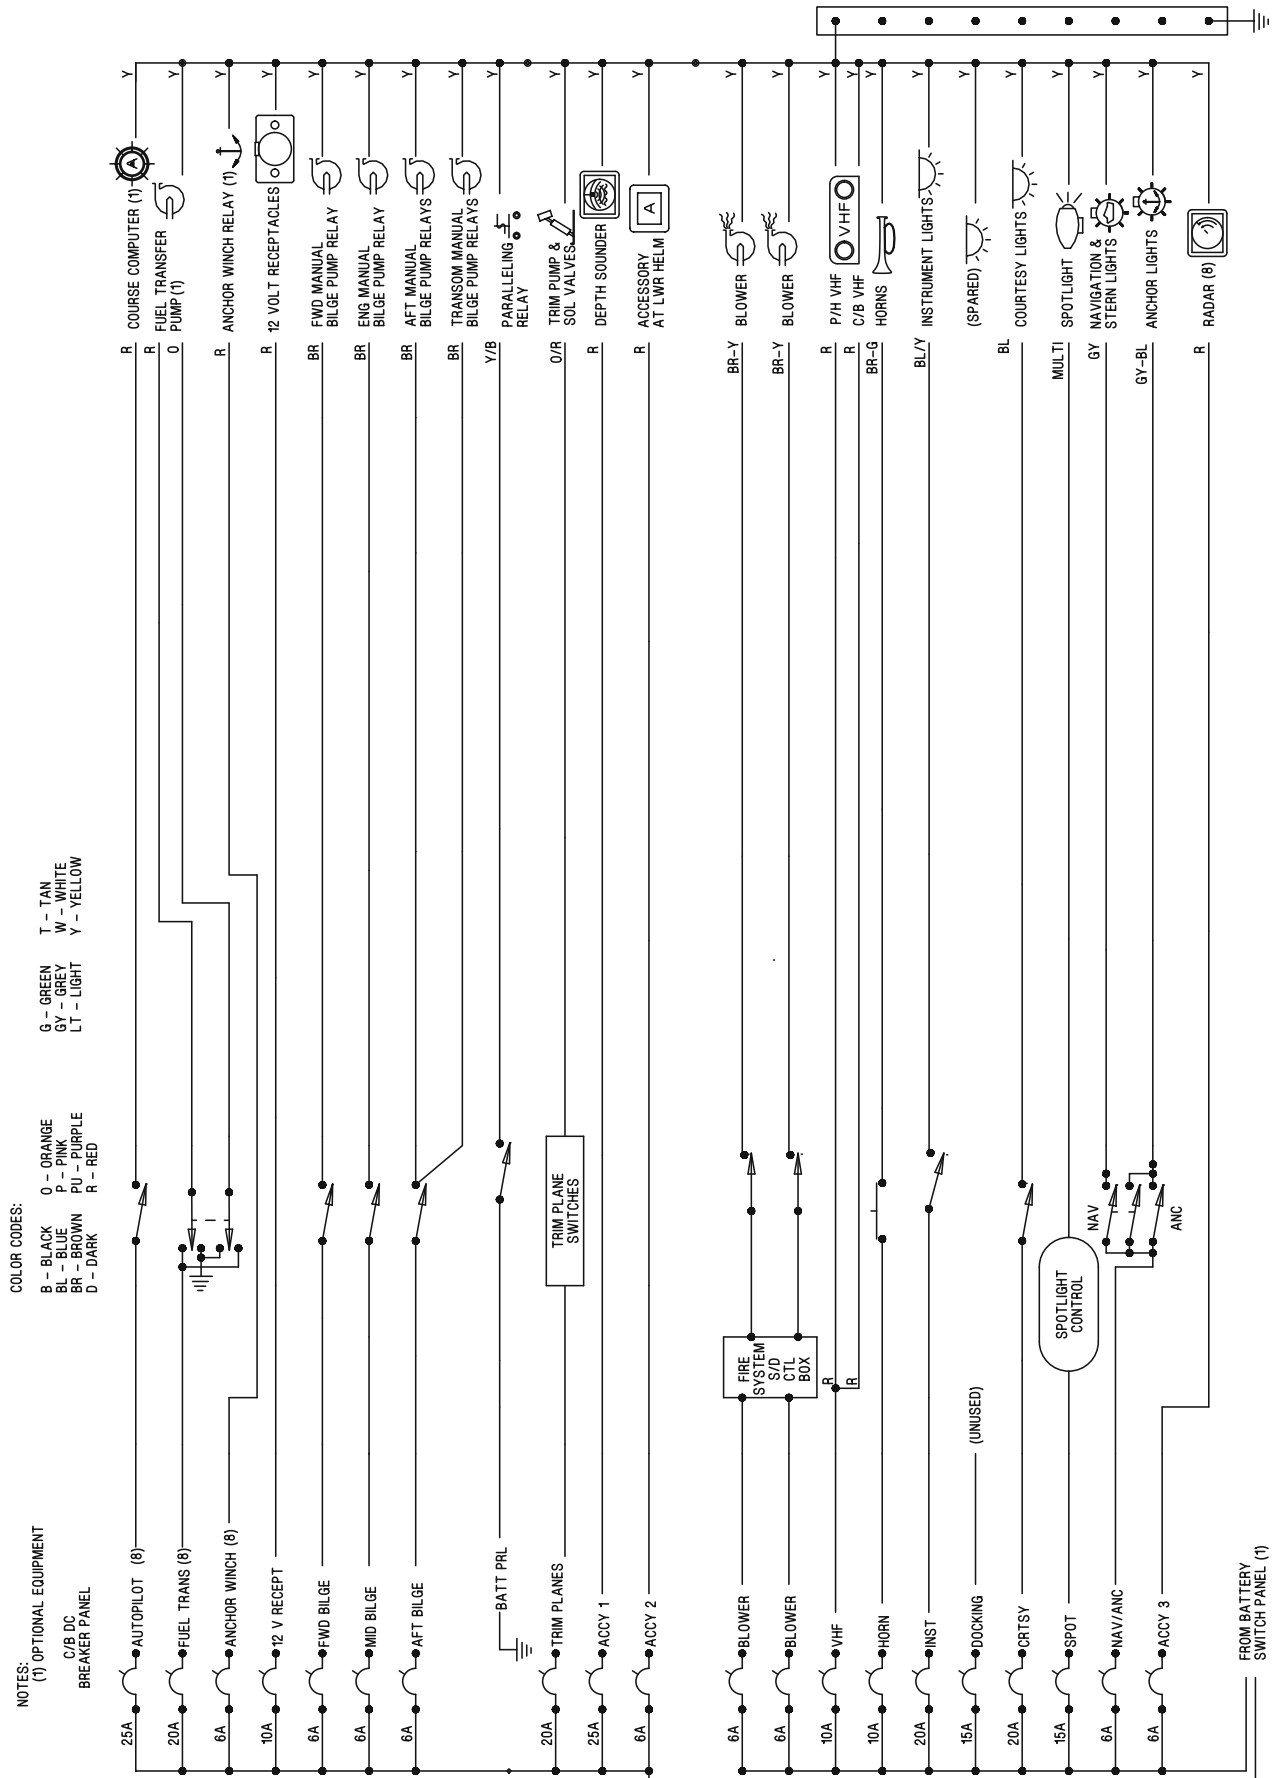 NOTES:
(1) OPTIONAL EQUIPMENT
C/B DC
BREAKER PANEL
COLOR CODES:
B – BLACK
BL – BLUE
BR – BROWN
D – DARK
O – ORANGE
P – PINK
PU – PURPLE
R – RED
G – GREEN
GY – GREY
LT – LIGHT
T – TAN
W – WHITE
Y – YELLOW
25A
AUTOPILOT (8)
R
COURSE COMPUTER (1)
A
Y
20A
FUEL TRANS (8)
R
O
FUEL TRANSFER
PUMP (1)
Y
6A
ANCHOR WINCH (8)
R
ANCHOR WINCH RELAY (1)
Y
10A
12 V RECEPT
R
12 VOLT RECEPTACLES
Y
6A
FWD BILGE
BR
FWD MANUAL
BILGE PUMP RELAY
Y
6A
MID BILGE
BR
ENG MANUAL
BILGE PUMP RELAY
Y
6A
AFT BILGE
BR
AFT MANUAL
BILGE PUMP RELAYS
Y
BR
TRANSOM MANUAL
BILGE PUMP RELAYS
Y
BATT PRL
Y/B
PARALLELING
RELAY
Y
20A
TRIM PLANES
TRIM PLANE
SWITCHES
O/R
TRIM PUMP &
SOL VALVES
Y
25A
ACCY 1
R
DEPTH SOUNDER
Y
6A
ACCY 2
R
ACCESSORY
AT LWR HELM
A
Y
6A
BLOWER
FIRE
SYSTEM
S/D
CTL
BOX
BR-Y
BLOWER
Y
6A
BLOWER
BR-Y
BLOWER
Y
10A
VHF
R
R
R
P/H VHF
VHF
Y
R
C/B VHF
Y
10A
HORN
BR-G
HORNS
Y
6A
INST
BL/Y
INSTRUMENT LIGHTS
Y
15A
DOCKING
(UNUSED)
(SPARED)
Y
20A
CRTSY
BL
COURTESY LIGHTS
Y
15A
SPOT
SPOTLIGHT
CONTROL
MULTI
SPOTLIGHT
Y
6A
NAV/ANC
NAV
ANC
GY
NAVIGATION &
STERN LIGHTS
Y
GY-BL
ANCHOR LIGHTS
Y
6A
ACCY 3
R
RADAR (8)
Y
FROM BATTERY
SWITCH PANEL (1)